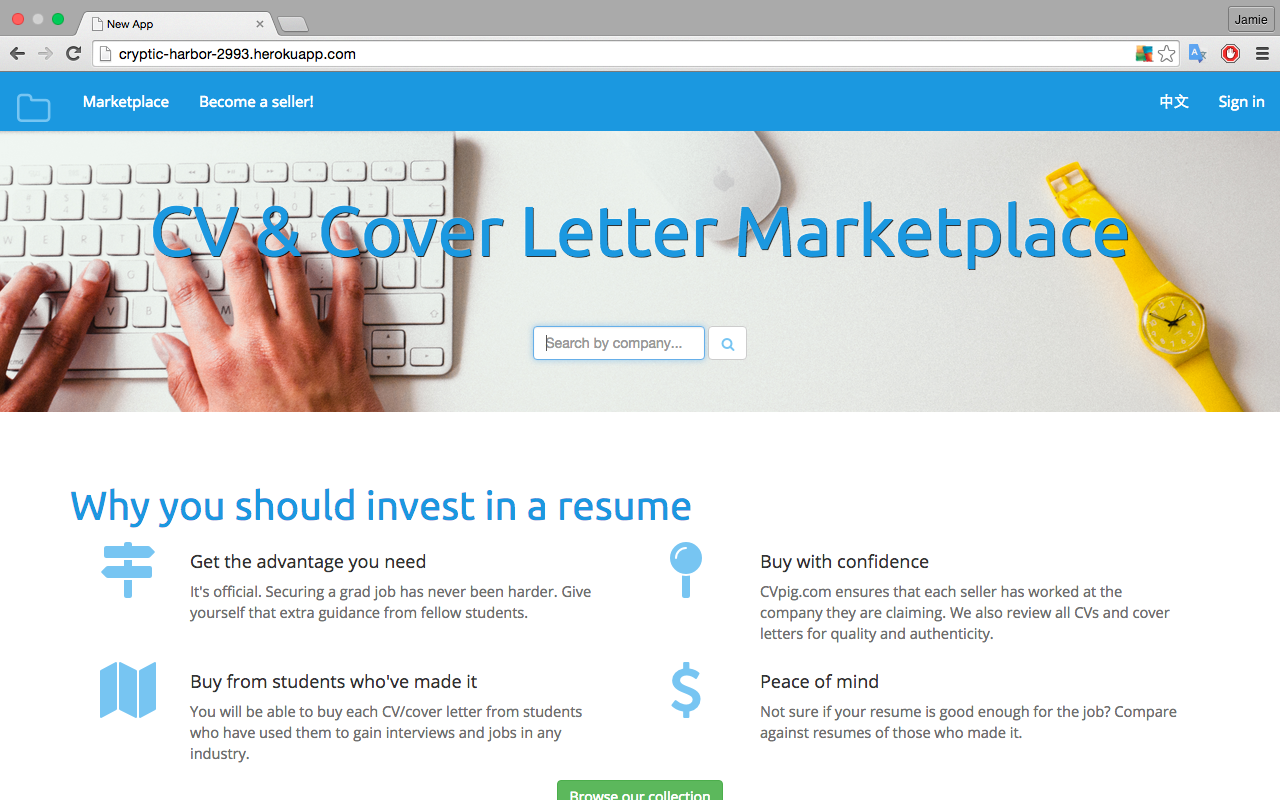 New App
Jamie
cryptic-harbor-2993.herokuapp.com
Marketplace
Become a seller!
中文
Sign in
CV & Cover Letter Marketplace
Search by company...
Why you should invest in a resume
Get the advantage you need
It's official. Securing a grad job has never been harder. Give
yourself that extra guidance from fellow students.
Buy with confidence
CVpig.com ensures that each seller has worked at the
company they are claiming. We also review all CVs and cover
letters for quality and authenticity.
Buy from students who've made it
You will be able to buy each CV/cover letter from students
who have used them to gain interviews and jobs in any
industry.
Peace of mind
Not sure if your resume is good enough for the job? Compare
against resumes of those who made it.
Browse our collection